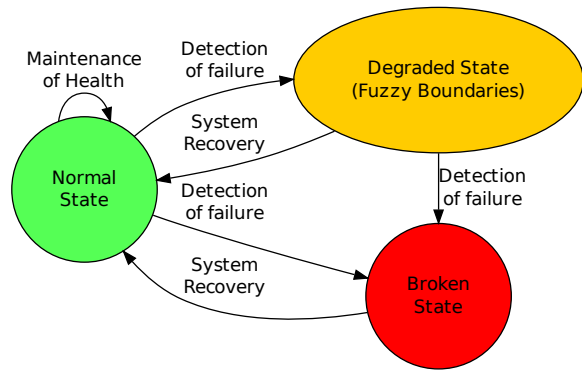 Maintenance
of Health
Detection
of failure
Degraded State
(Fuzzy Boundaries)
System
Recovery
Normal
State
Detection
of failure
Detection
of failure
System
Recovery
Broken
State